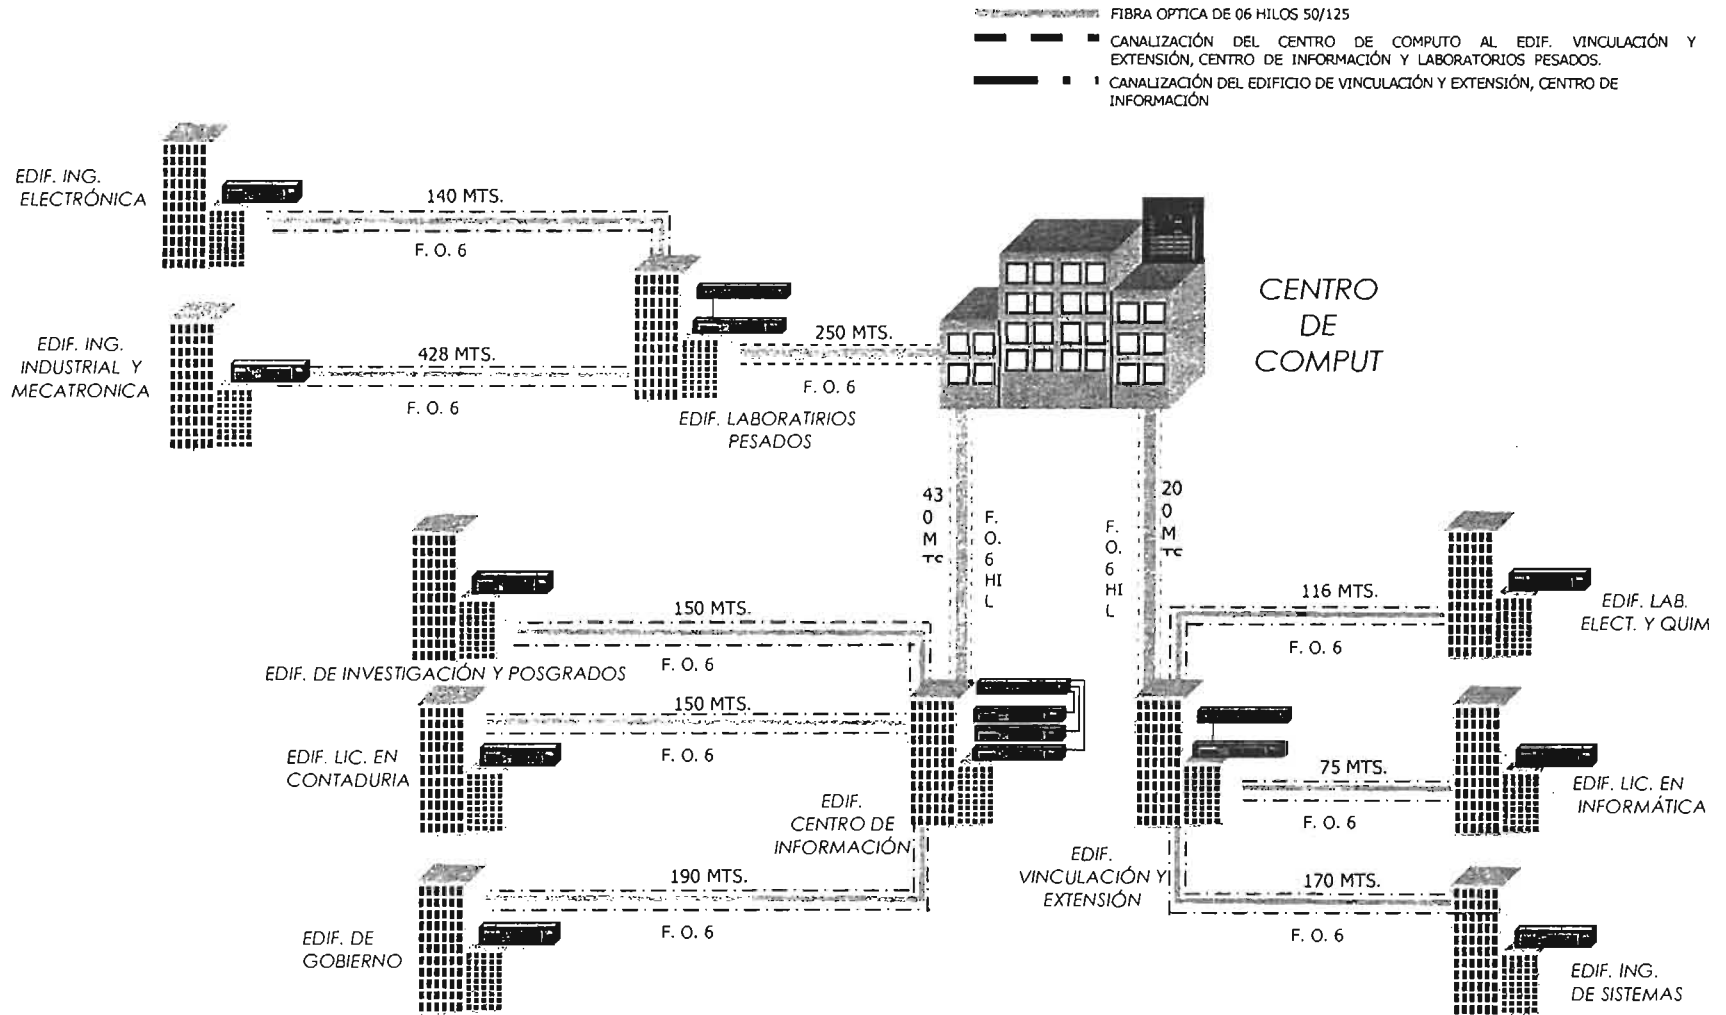 FIBRA OPTICA DE 06 HILOS 50/125
CANALIZACIÓN DEL CENTRO DE COMPUTO AL EDIF. VINCULACIÓN Y
EXTENSIÓN, CENTRO DE INFORMACIÓN Y LABORATORIOS PESADOS.
CANALIZACIÓN DEL EDIFICIO DE VINCULACIÓN Y EXTENSIÓN, CENTRO DE
INFORMACIÓN
EDIF. ING.
ELECTRÓNICA
140 MTS.
F. O. 6
EDIF. ING.
INDUSTRIAL Y
MECATRONICA
428 MTS.
F. O. 6
EDIF. LABORATIRIOS
PESADOS
250 MTS.
F. O. 6
CENTRO
DE
COMPUT
43
0
M
TS
F.
O.
6
HI
L
F.
O.
6
HI
L
20
0
M
TS
150 MTS.
F. O. 6
EDIF. DE INVESTIGACIÓN Y POSGRADOS
150 MTS.
F. O. 6
EDIF. LIC. EN
CONTADURIA
190 MTS.
F. O. 6
EDIF. DE
GOBIERNO
EDIF.
CENTRO DE
INFORMACIÓN
EDIF.
VINCULACIÓN Y
EXTENSIÓN
116 MTS.
F. O. 6
EDIF. LAB.
ELECT. Y QUIM
75 MTS.
F. O. 6
EDIF. LIC. EN
INFORMÁTICA
170 MTS.
F. O. 6
EDIF. ING.
DE SISTEMAS